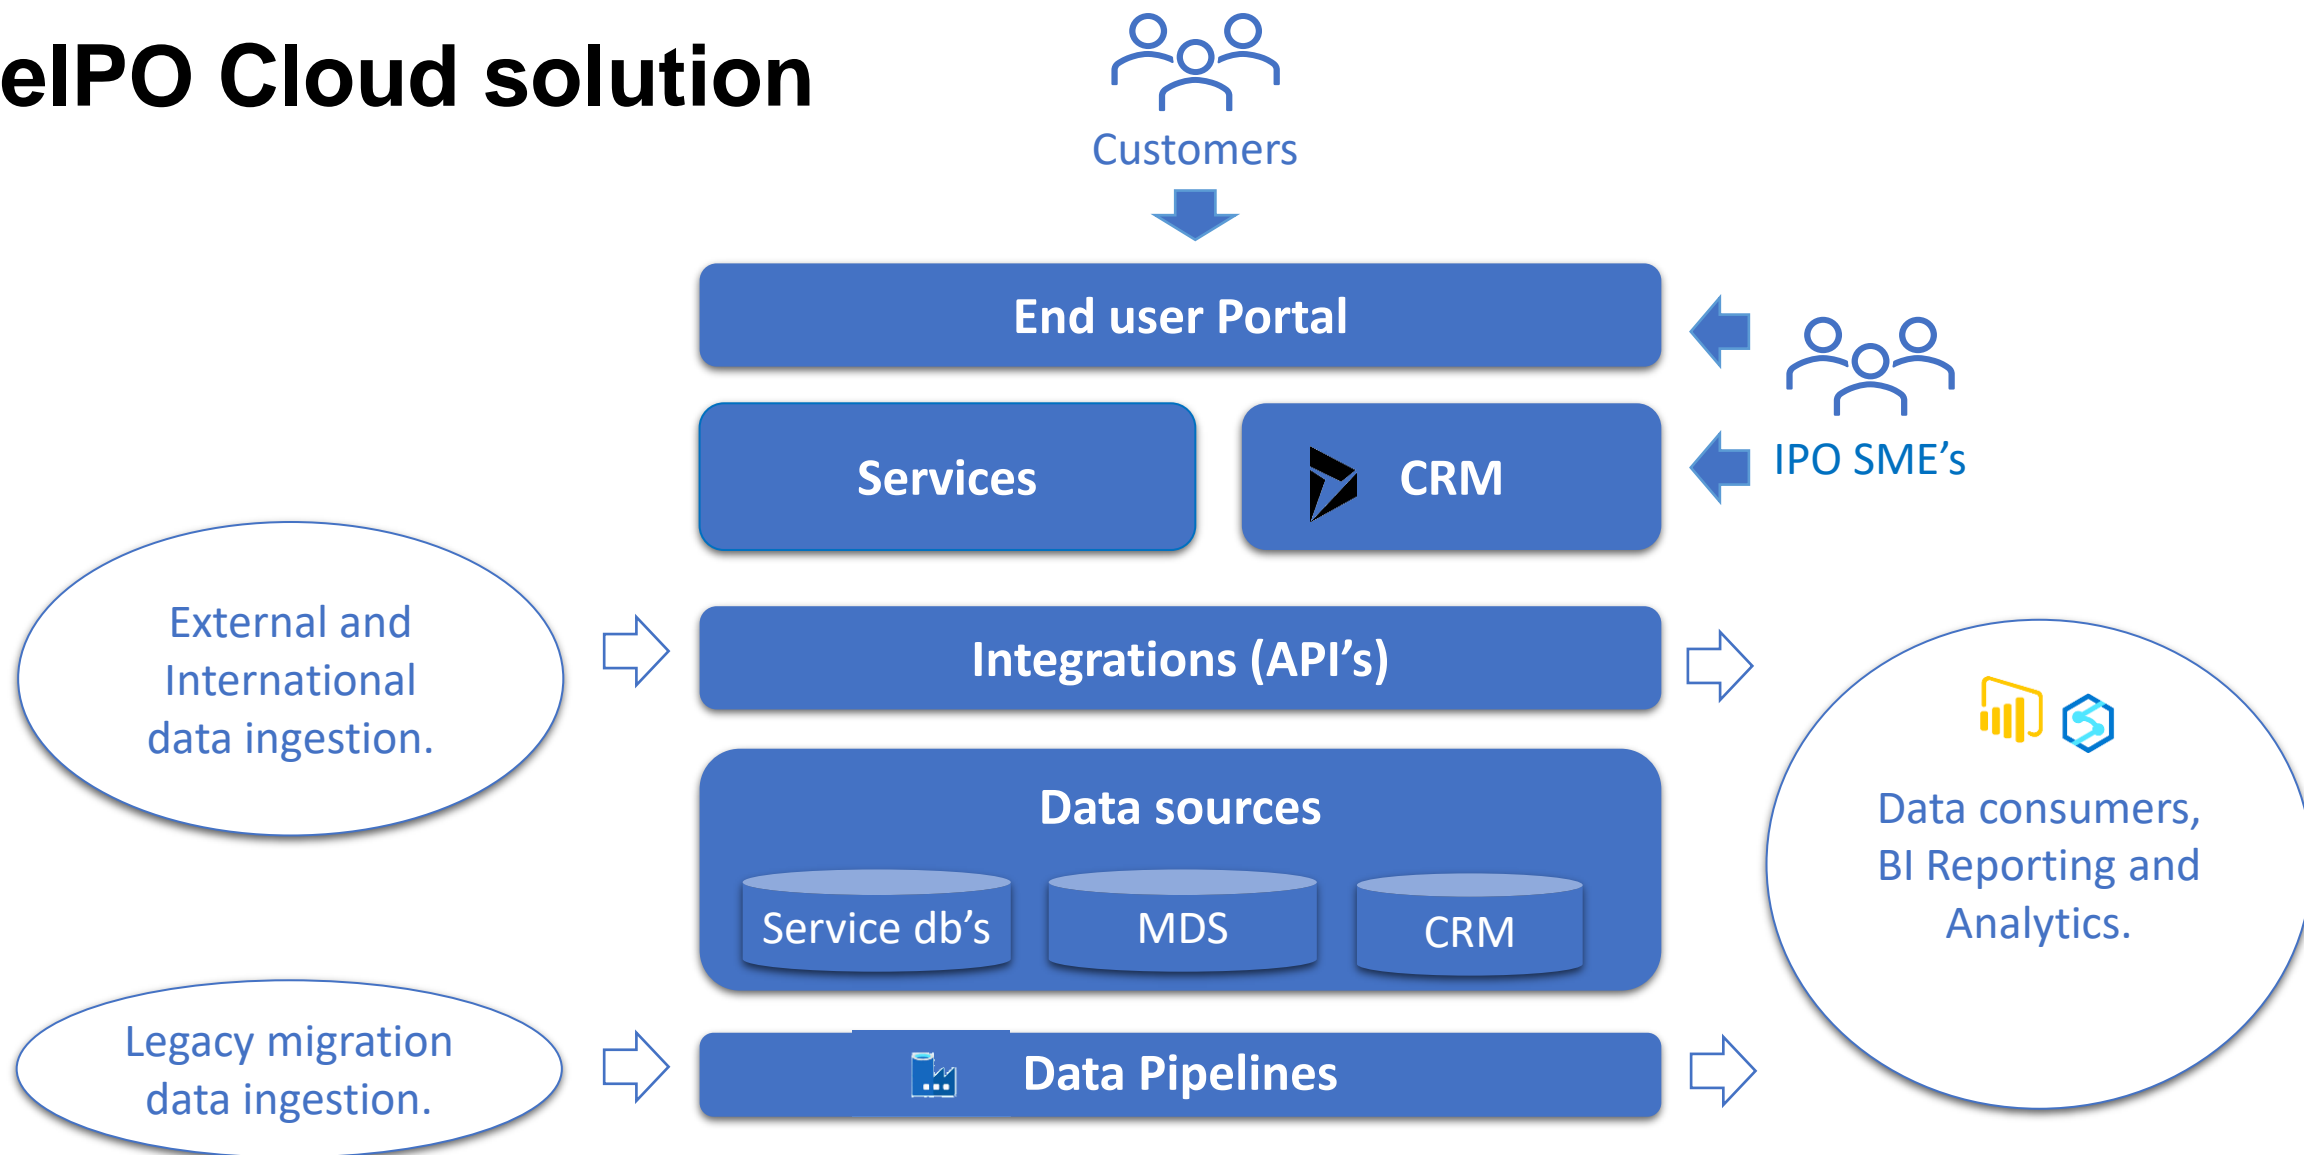 eIPO Cloud solution
Customers
End user Portal
Services
CRM
IPO SME’s
External and
International
data ingestion.
Integrations (API’s)
Data sources
Service db’s
MDS
CRM
Data consumers,
BI Reporting and
Analytics.
Legacy migration
data ingestion.
Data Pipelines